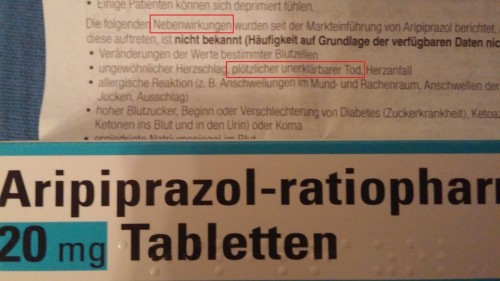 • Einige Patienten können sich deprimiert fühlen.
Die folgenden Nebenwirkungen wurden seit der Markteinführung von Aripiprazol berichtet,
diese auftreten, ist nicht bekannt (Häufigkeit auf Grundlage der verfügbaren Daten nic
• Veränderungen der Werte bestimmter Blutzellen
• ungewöhnlicher Herzschlag, plötzlicher unerklärbarer Tod, Herzanfall
• allergische Reaktion (z. B. Anschwellungen im Mund- und Rachenraum, Anschwellen der
Jucken, Ausschlag)
• hoher Blutzucker, Beginn oder Verschlechterung von Diabetes (Zuckerkrankheit), Ketoaz
Ketonen ins Blut und in den Urin) oder Koma
Aripiprazol-ratiophar
20 mg Tabletten